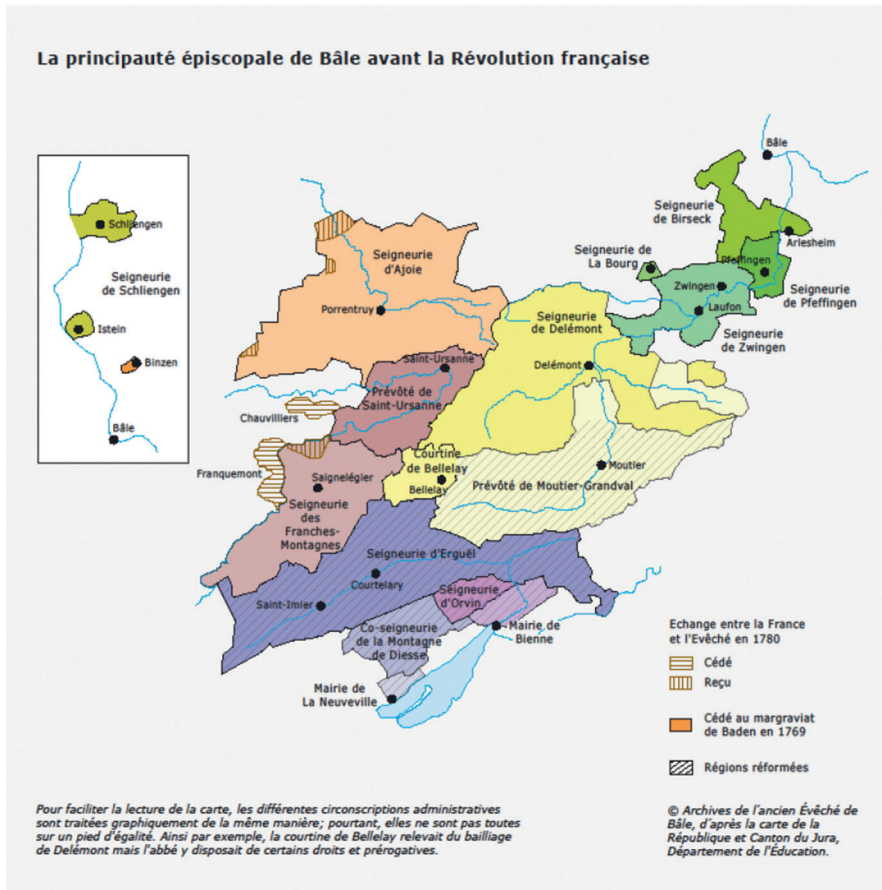 La principauté épiscopale de Bâle avant la Révolution française
Bâle
Schliengen
Seigneurie
de Schliengen
Istein
Binzen
Bâle
Seigneurie
de Birseck
Arlesheim
Seigneurie de
La Bourg
Pfeffingen
Zwingen
Seigneurie
de Pfeffingen
Laufon
Seigneurie
de Zwingen
Seigneurie
d'Ajoie
Porrentruy
Seigneurie
de Delémont
Delémont
Saint-Ursanne
Prévôté de
Saint-Ursanne
Chauvilliers
Franquemont
Saignelégier
Seigneurie
des
Franches-
Montagnes
Courtine
de Bellelay
Bellelay
Moutier
Prévôté de Moutier-Grandval
Seigneurie d'Erguël
Courtelary
Saint-Imier
Seigneurie
d'Orvin
Co-seigneurie
de la Montagne
de Diesse
Mairie de
Bienne
Mairie de
La Neuveville
Echange entre la France
et l'Evêché en 1780
Cédé
Reçu
Cédé au margraviat
de Baden en 1769
Régions réformées
Pour faciliter la lecture de la carte, les différentes circonscriptions administratives
sont traitées graphiquement de la même manière; pourtant, elles ne sont pas toutes
sur un pied d'égalité. Ainsi par exemple, la courtine de Bellelay relevait du bailliage
de Delémont mais l'abbé y disposait de certains droits et prérogatives.
© Archives de l'ancien Évêché de
Bâle, d'après la carte de la
République et Canton du Jura,
Département de l'Éducation.